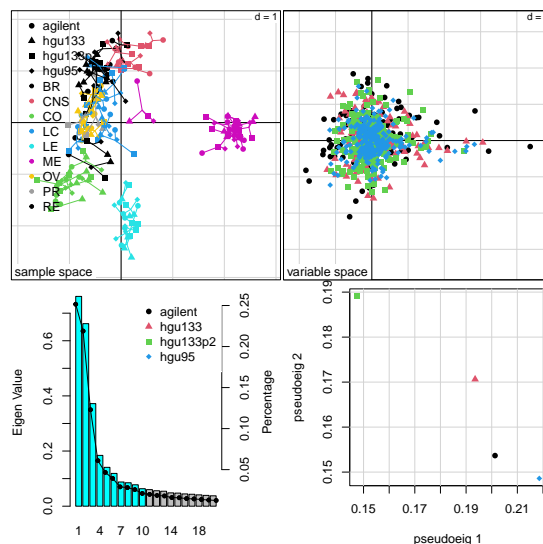 d = 1
agilent
hgu133
hgu133p2
hgu95
BR
CNS
CO
LC
LE
ME
OV
PR
RE
sample space
d = 1
variable space
Eigen Value
0.0 0.2 0.4 0.6
agilent
hgu133
hgu133p2
hgu95
0.05 0.10 0.15 0.20 0.25
Percentage
1 4 7 10 14 18
pseudoeig 2
0.19
0.18
0.17
0.16
0.15
0.15 0.17 0.19 0.21
pseudoeig 1